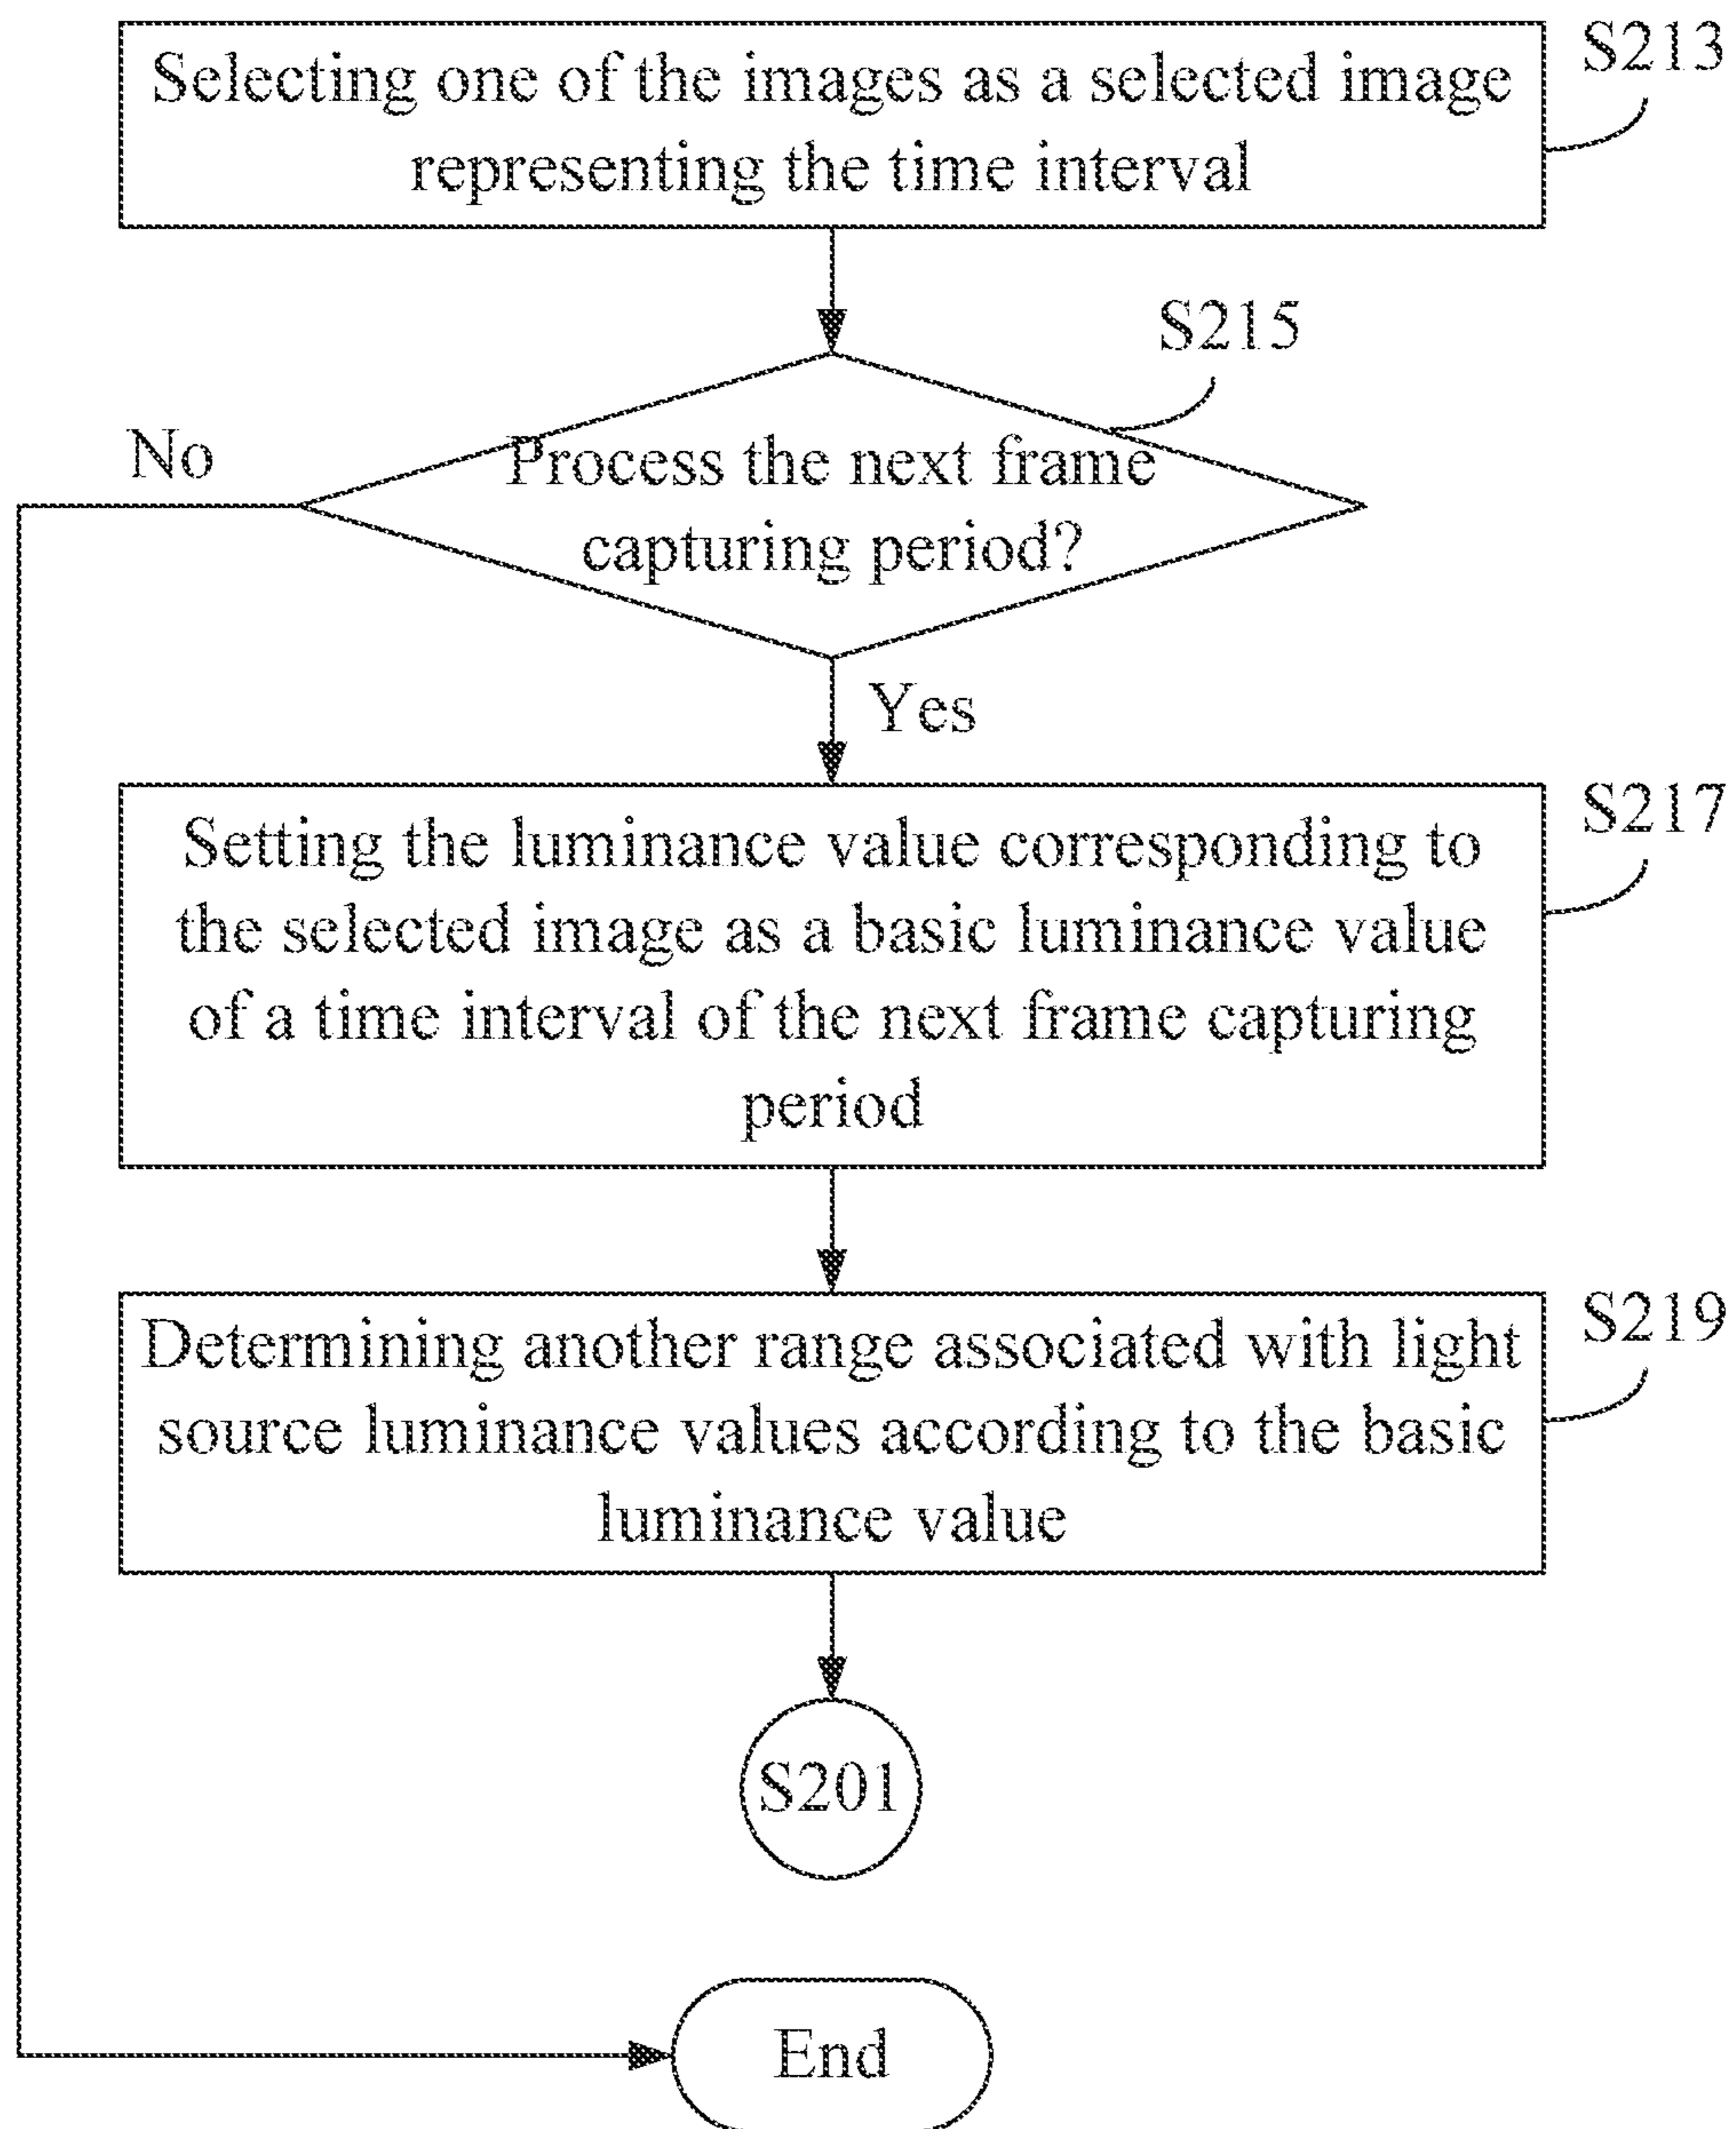 S213
Selecting one of the images as a selected image
representing the time interval
S215
No
Process the next frame
capturing period?
Yes
S217
Setting the luminance value corresponding to
the selected image as a basic luminance value
of a time interval of the next frame capturing
period
S219
Determining another range associated with light
source luminance values according to the basic
luminance value
S201
End